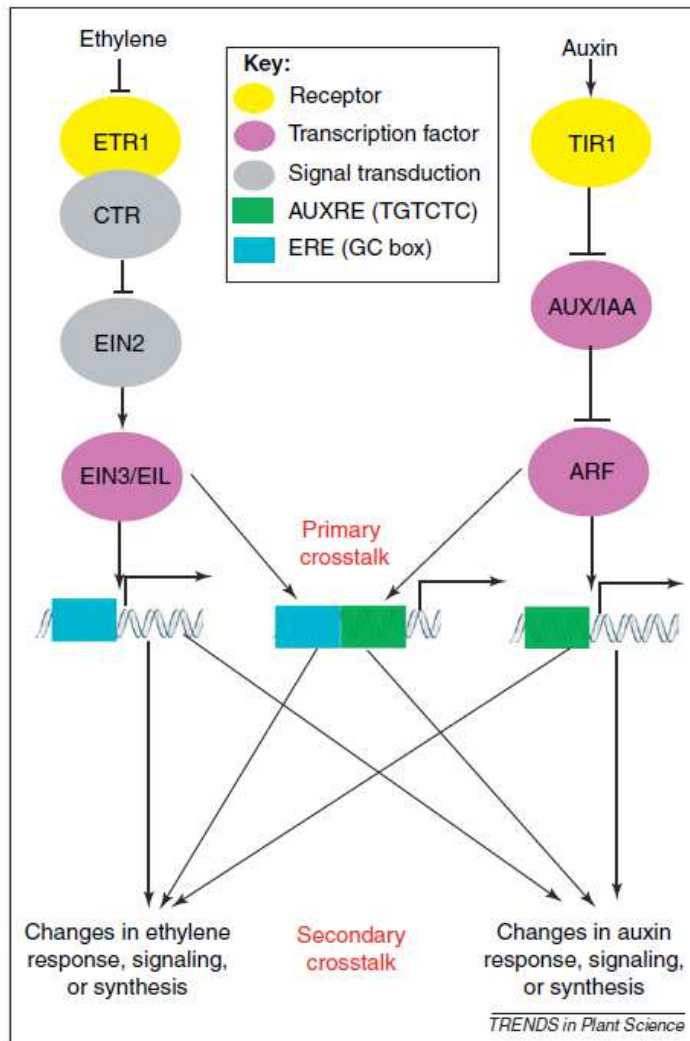 Ethylene
Auxin
Key:
Receptor
Transcription factor
Signal transduction
AUXRE (TGTCTC)
ERE (GC box)
ETR1
CTR
EIN2
EIN3/EIL
TIR1
AUX/IAA
ARF
Primary
crosstalk
Changes in ethylene
response, signaling,
or synthesis
Secondary
crosstalk
Changes in auxin
response, signaling,
or synthesis
TRENDS in Plant Science